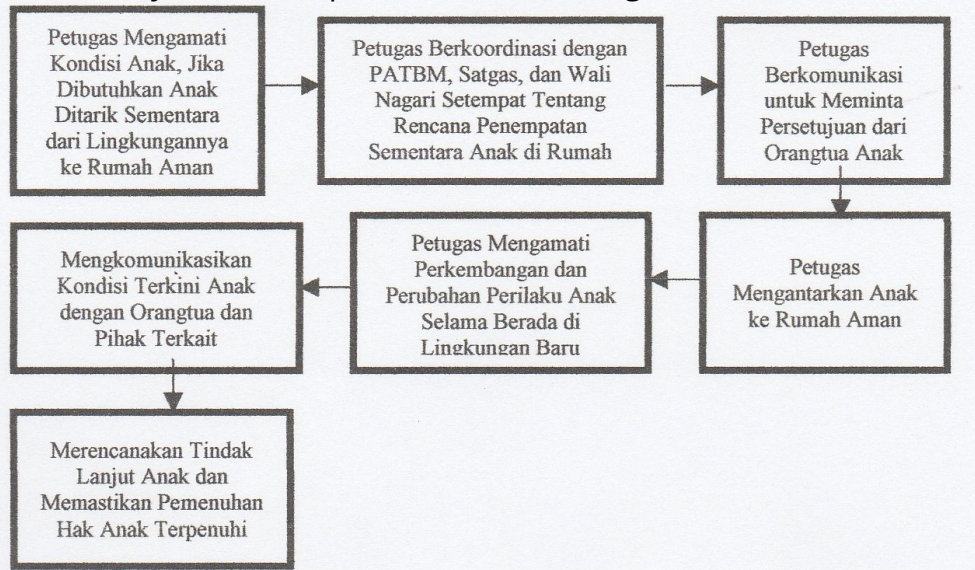 Petugas Mengamati
Kondisi Anak, Jika
Dibutuhkan Anak
Ditarik Sementara
dari Lingkungannya
ke Rumah Aman
Petugas Berkoordinasi dengan
PATBM, Satgas, dan Wali
Nagari Setempat Tentang
Rencana Penempatan
Sementara Anak di Rumah
Petugas
Berkomunikasi
untuk Meminta
Persetujuan dari
Orangtua Anak
Petugas
Mengantarkan Anak
ke Rumah Aman
Petugas Mengamati
Perkembangan dan
Perubahan Perilaku Anak
Selama Berada di
Lingkungan Baru
Mengkomunikasikan
Kondisi Terkini Anak
dengan Orangtua dan
Pihak Terkait
Merencanakan Tindak
Lanjut Anak dan
Memastikan Pemenuhan
Hak Anak Terpenuhi